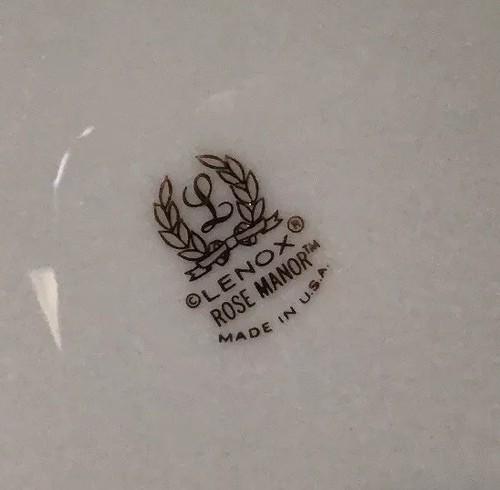 L
©LENOX®
ROSE MANOR™
MADE IN U.S.A.